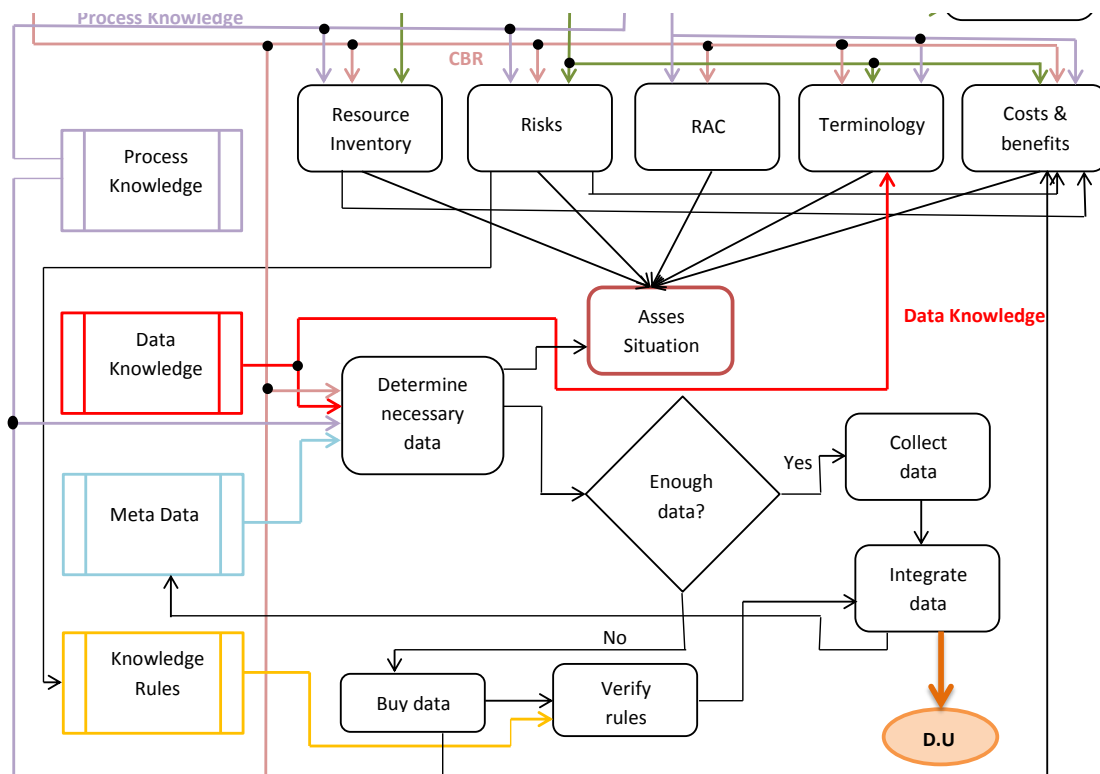 Process Knowledge
CBR
Resource
Inventory
Risks
RAC
Terminology
Costs &
benefits
Process
Knowledge
Data
Knowledge
Asses
Situation
Data Knowledge
Determine
necessary
data
Enough
data?
Yes
Collect
data
Meta Data
Integrate
data
No
Knowledge
Rules
Buy data
Verify
rules
D.U